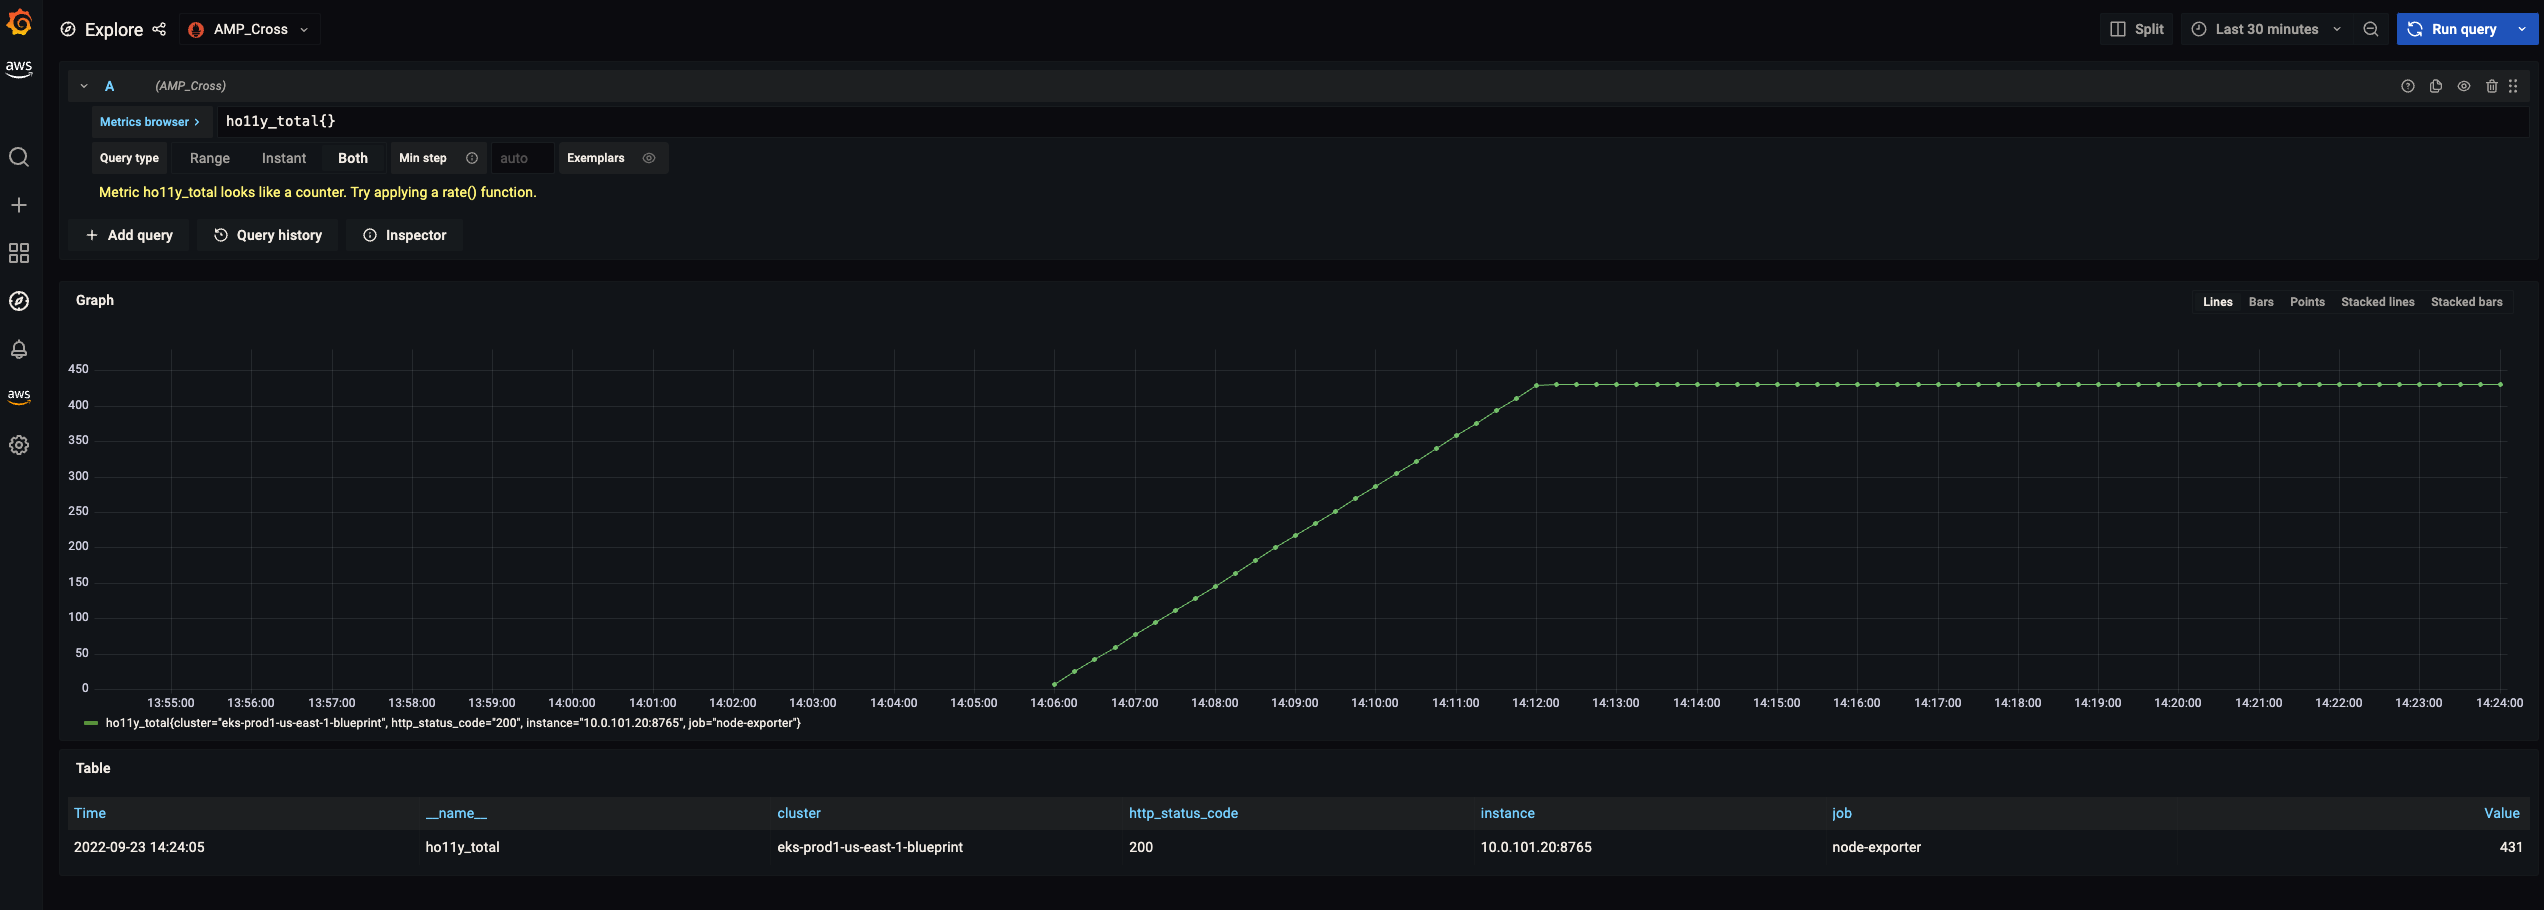 Explore AMP_Cross Split Last 30 minutes Run query
aws
A (AMP_Cross)
Metrics browser > ho11y_total{}
Query type Range Instant Both Min step auto Exemplars
Metric ho11y_total looks like a counter. Try applying a rate() function.
+ Add query Query history Inspector
Graph Lines Bars Points Stacked lines Stacked bars
450
aws
400
350
300
250
200
150
100
50
0
13:55:00 13:56:00 13:57:00 13:58:00 13:59:00 14:00:00 14:01:00 14:02:00 14:03:00 14:04:00 14:05:00 14:06:00 14:07:00 14:08:00 14:09:00 14:10:00 14:11:00 14:12:00 14:13:00 14:14:00 14:15:00 14:16:00 14:17:00 14:18:00 14:19:00 14:20:00 14:21:00 14:22:00 14:23:00 14:24:00
ho11y_total{cluster="eks-prod1-us-east-1-blueprint", http_status_code="200", instance="10.0.101.20:8765", job="node-exporter"}
Table
Time __name__ cluster http_status_code instance job Value
2022-09-23 14:24:05 ho11y_total eks-prod1-us-east-1-blueprint 200 10.0.101.20:8765 node-exporter 431